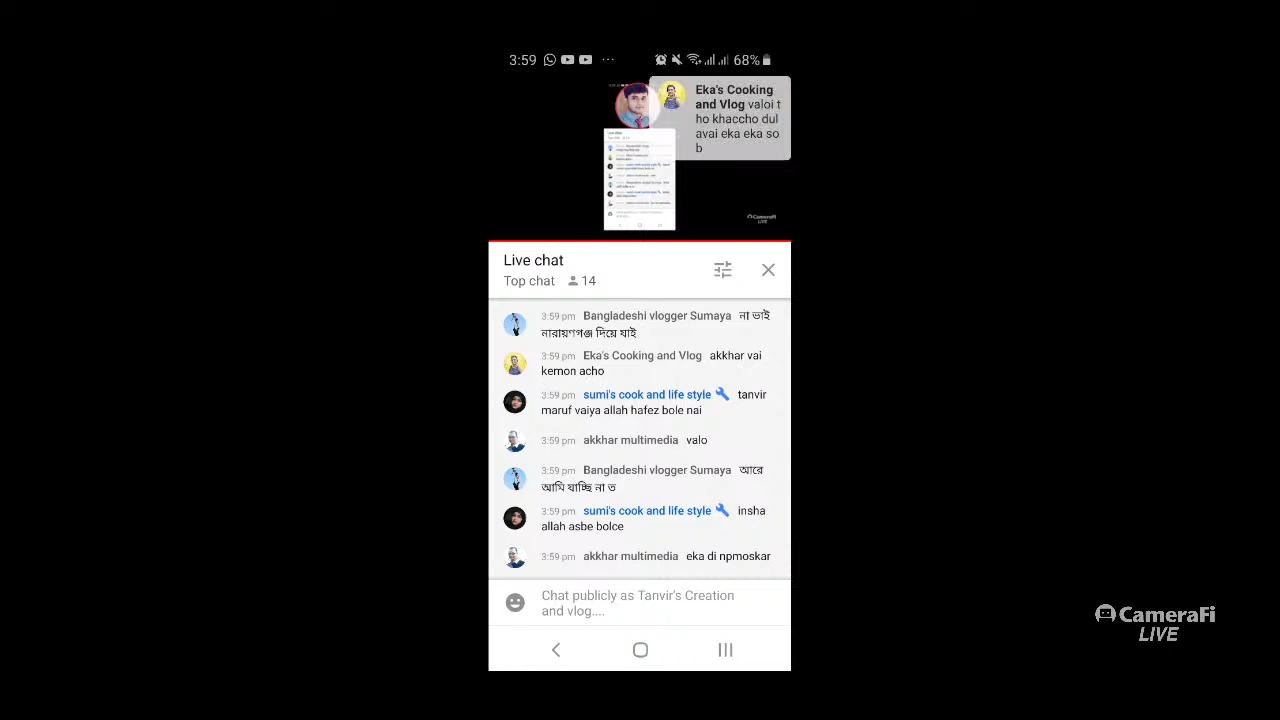 3:59 ... 68%
Eka's Cooking
and Vlog valoi t
ho khaccho dul
avai eka eka so
b
CameraFi
LIVE
Live chat
Top chat 14
3:59 pm Bangladeshi vlogger Sumaya না ভাই
নারায়ণগঞ্জ দিয়ে যাই
3:59 pm Eka's Cooking and Vlog akkhar vai
kemon acho
3:59 pm sumi's cook and life style tanvir
maruf vaiya allah hafez bole nai
3:59 pm akkhar multimedia valo
3:59 pm Bangladeshi vlogger Sumaya আরে
আমি যাচ্ছি না ত
3:59 pm sumi's cook and life style insha
allah asbe bolce
3:59 pm akkhar multimedia eka di npmoskar
Chat publicly as Tanvir's Creation
and vlog....
CameraFi
LIVE